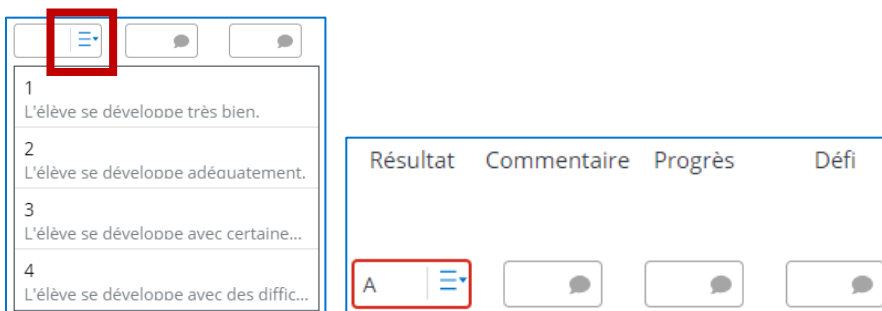 1
L'élève se développe très bien.
2
L'élève se développe adéquatement.
3
L'élève se développe avec certaine...
4
L'élève se développe avec des diffic...
Résultat Commentaire Progrès Défi
A